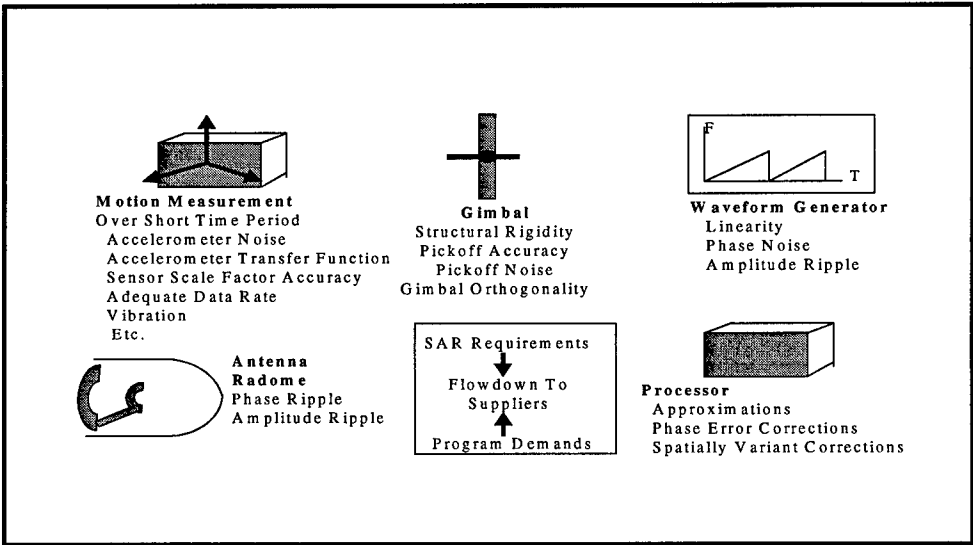 Motion Measurement
Over Short Time Period
Accelerometer Noise
Accelerometer Transfer Function
Sensor Scale Factor Accuracy
Adequate Data Rate
Vibration
Etc.
Gimbal
Structural Rigidity
Pickoff Accuracy
Pickoff Noise
Gimbal Orthogonality
F
T
Waveform Generator
Linearity
Phase Noise
Amplitude Ripple
Antenna
Radome
Phase Ripple
Amplitude Ripple
SAR Requirements
Flowdown To
Suppliers
Program Demands
Processor
Approximations
Phase Error Corrections
Spatially Variant Corrections